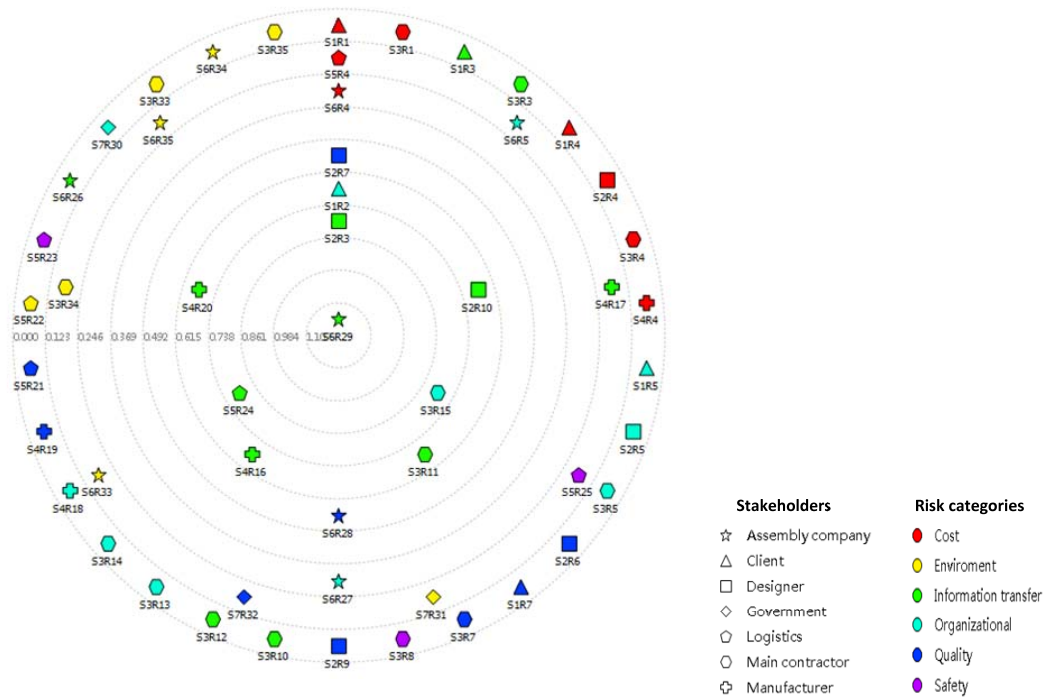 S3R35
S1R1
S3R1
S6R34
S1R3
S5R4
S3R33
S3R3
S6R4
S7R30
S6R35
S6R5
S1R4
S2R7
S6R26
S2R4
S1R2
S2R3
S5R23
S3R4
S3R34
S4R20
S2R10
S4R17
S5R22
S4R4
0.000 0.123 0.246 0.369 0.492 0.615 0.738 0.861 0.984 S6R29
S5R21
S1R5
S5R24
S3R15
S4R19
S2R5
S4R16
S3R11
S6R33
S5R25
S4R18
S3R5
S6R28
S3R14
S2R6
S3R13
S6R27
S1R7
S7R32
S7R31
S3R12
S3R7
S3R10
S2R9
S3R8
Stakeholders
Assembly company
Client
Designer
Government
Logistics
Main contractor
Manufacturer
Risk categories
Cost
Enviroment
Information transfer
Organizational
Quality
Safety